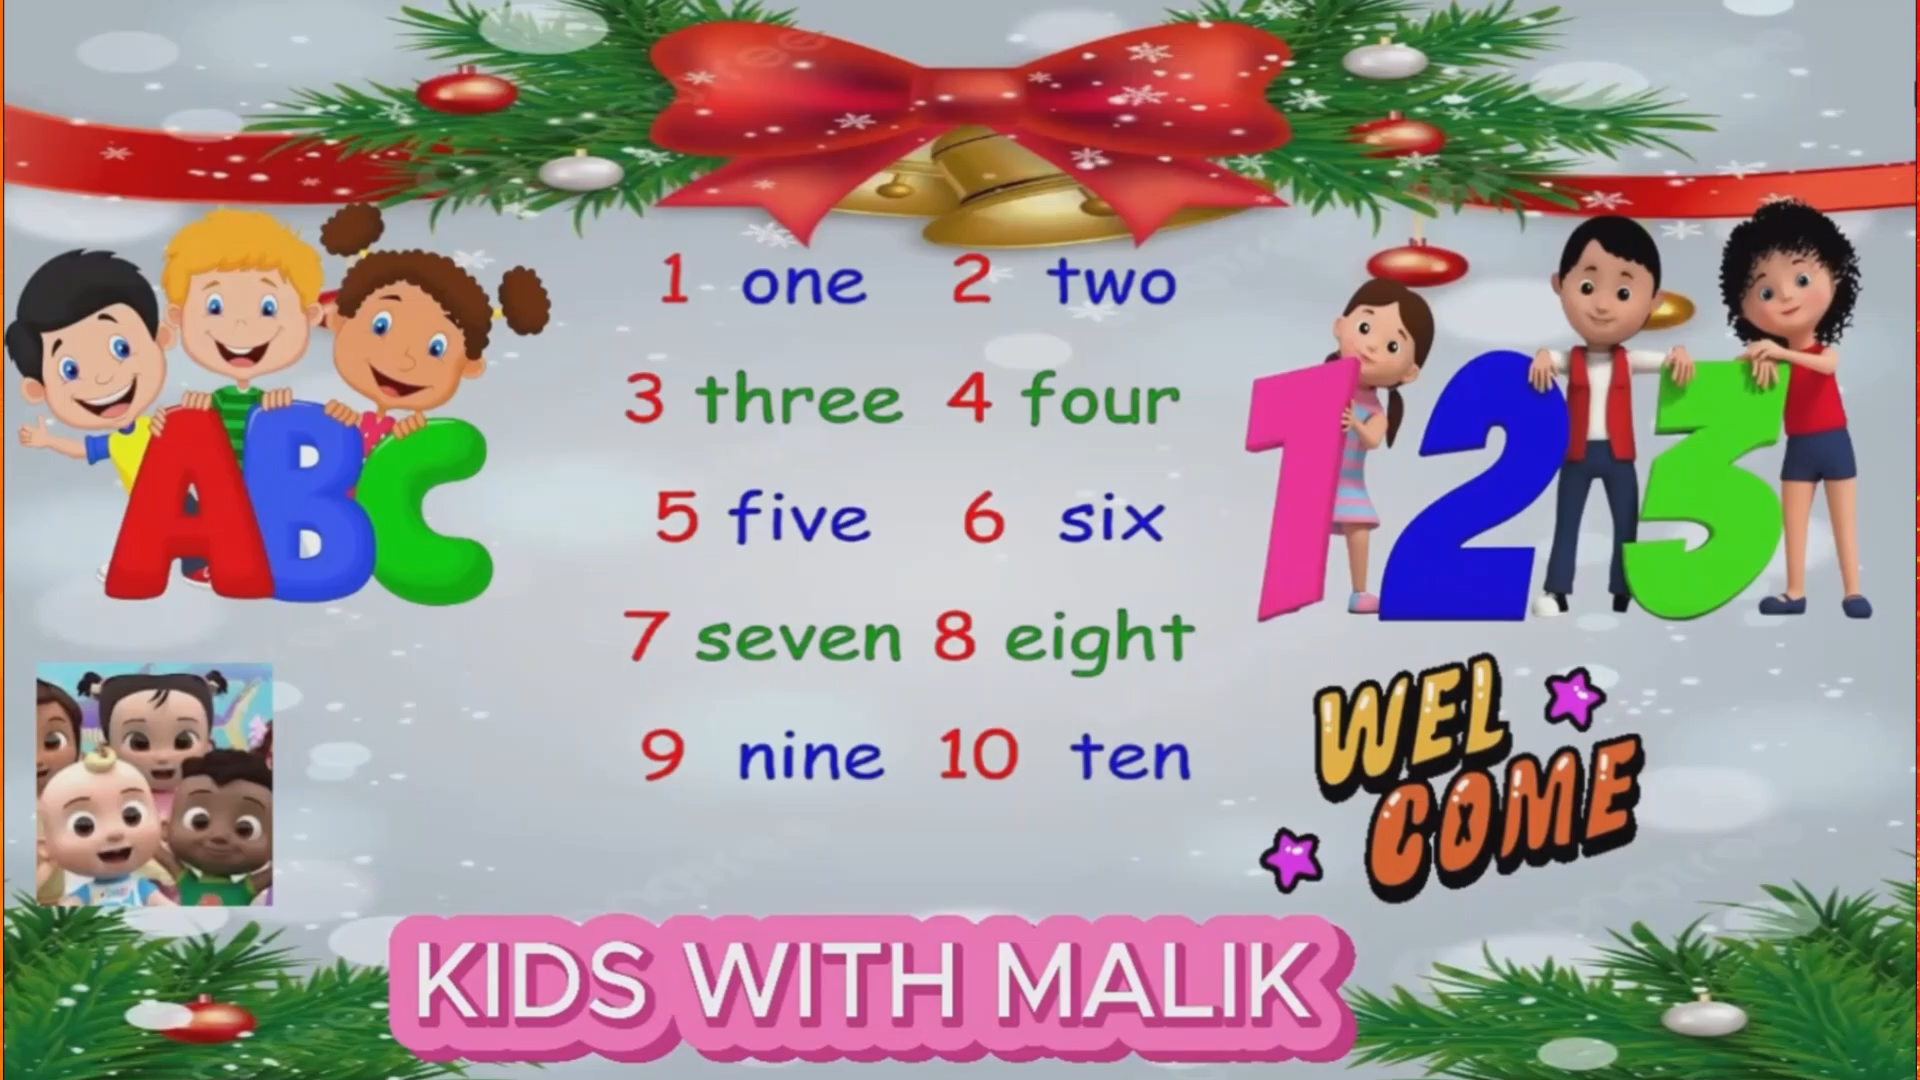 1 one 2 two
3 three 4 four
5 five 6 six
7 seven 8 eight
9 nine 10 ten
ABC
123
WEL
COME
KIDS WITH MALIK